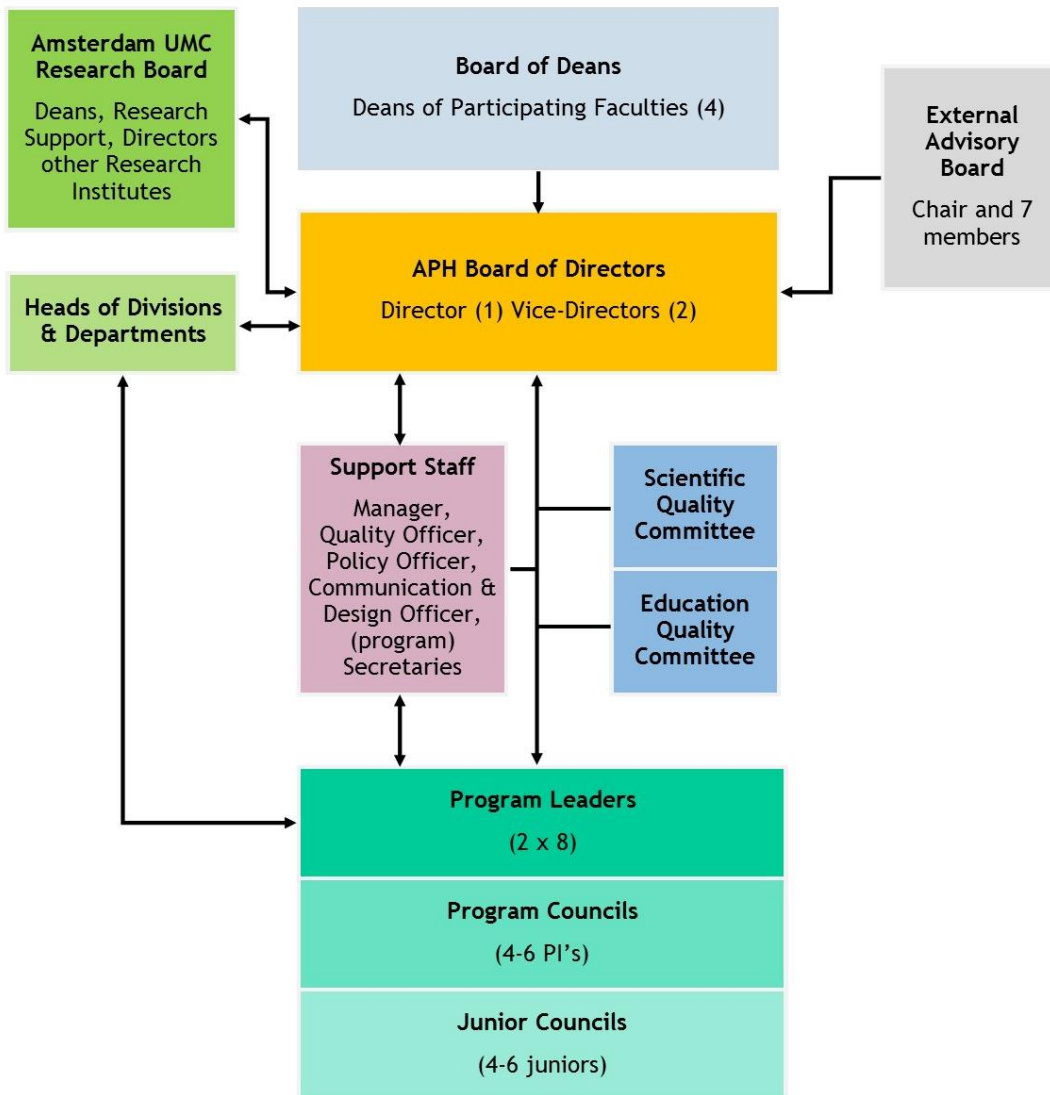 Amsterdam UMC
Research Board
Deans, Research
Support, Directors
other Research
Institutes
Board of Deans
Deans of Participating Faculties (4)
External
Advisory
Board
Chair and 7
members
APH Board of Directors
Director (1) Vice-Directors (2)
Heads of Divisions
& Departments
Support Staff
Manager,
Quality Officer,
Policy Officer,
Communication &
Design Officer,
(program)
Secretaries
Scientific
Quality
Committee
Education
Quality
Committee
Program Leaders
(2 x 8)
Program Councils
(4-6 PI’s)
Junior Councils
(4-6 juniors)